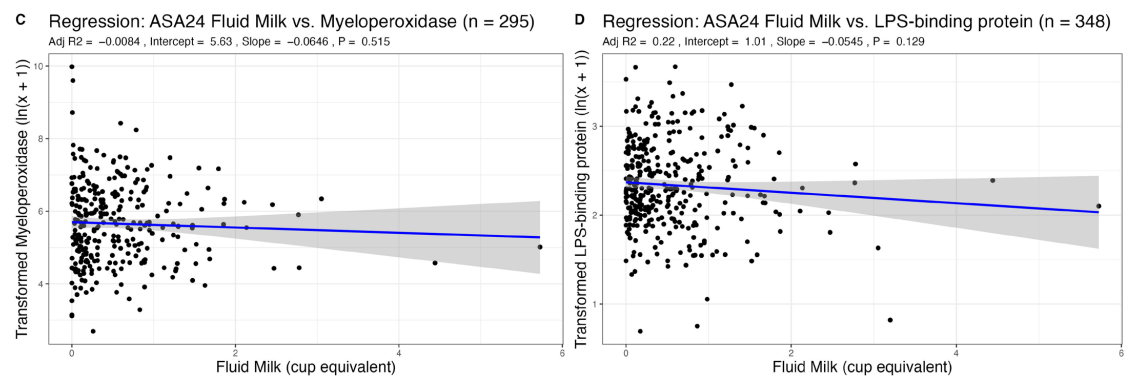 C Regression: ASA24 Fluid Milk vs. Myeloperoxidase (n = 295)
Adj R2 = −0.0084 , Intercept = 5.63 , Slope = −0.0646 , P = 0.515
Transformed Myeloperoxidase (ln(x + 1))
10
8
6
4
0 2 4 6
Fluid Milk (cup equivalent)
D Regression: ASA24 Fluid Milk vs. LPS-binding protein (n = 348)
Adj R2 = 0.22 , Intercept = 1.01 , Slope = −0.0545 , P = 0.129
Transformed LPS-binding protein (ln(x + 1))
3
2
1
0 2 4 6
Fluid Milk (cup equivalent)